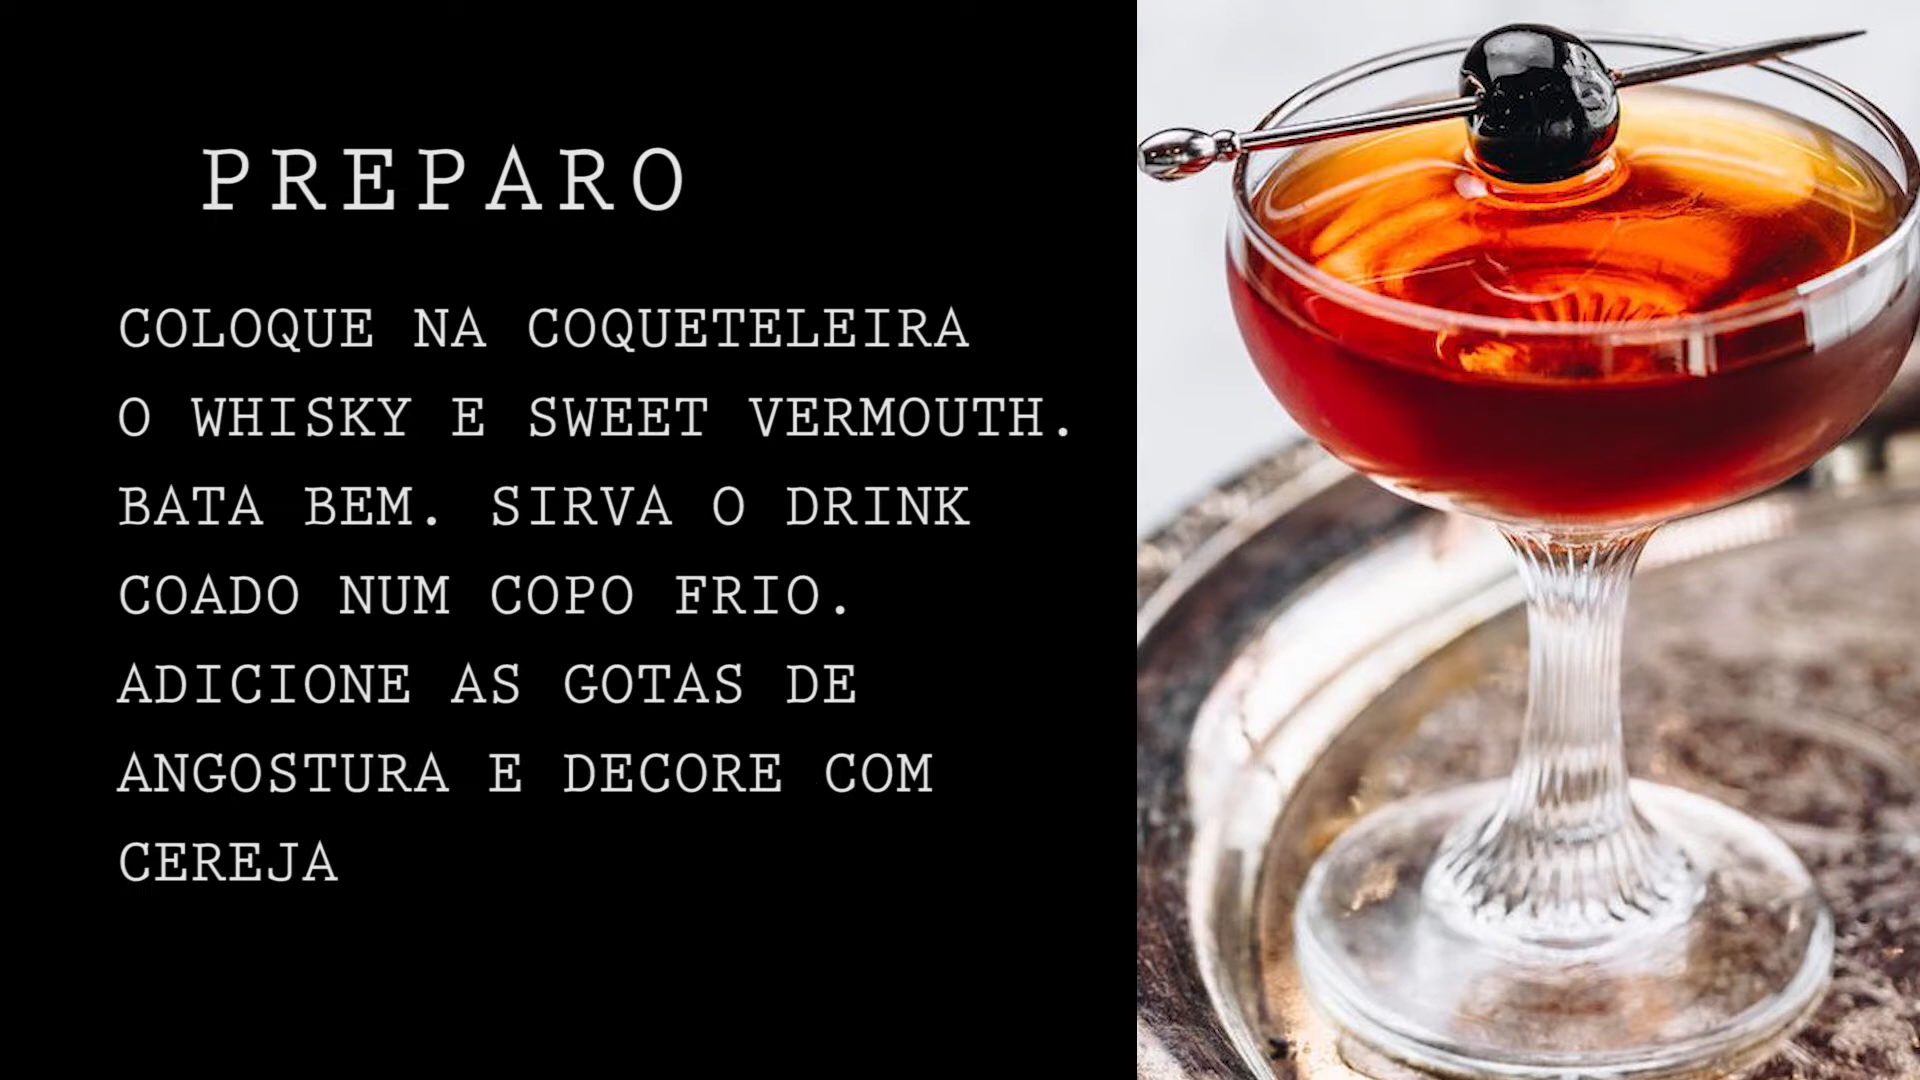 PREPARO
COLOQUE NA COQUETELEIRA
O WHISKY E SWEET VERMOUTH.
BATA BEM. SIRVA O DRINK
COADO NUM COPO FRIO.
ADICIONE AS GOTAS DE
ANGOSTURA E DECORE COM
CEREJA